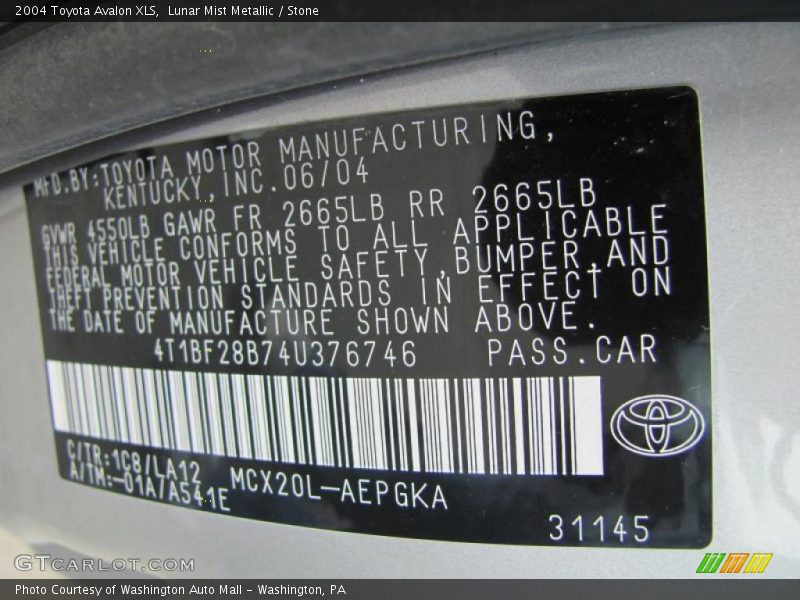 2004 Toyota Avalon XLS,  Lunar Mist Metallic / Stone
MFD.BY:TOYOTA MOTOR MANUFACTURING,
KENTUCKY,INC.06/04
GVWR 4550LB GAWR FR 2665LB RR 2665LB
THIS VEHICLE CONFORMS TO ALL APPLICABLE
FEDERAL MOTOR VEHICLE SAFETY,BUMPER,AND
THEFT PREVENTION STANDARDS IN EFFECT ON
THE DATE OF MANUFACTURE SHOWN ABOVE.
4T1BF28B74U376746 PASS.CAR
C/TR:1C8/LA12 MCX20L-AEPGKA
A/TM:-01A/A541E
31145
GTCARLOT.COM
Photo Courtesy of Washington Auto Mall - Washington, PA